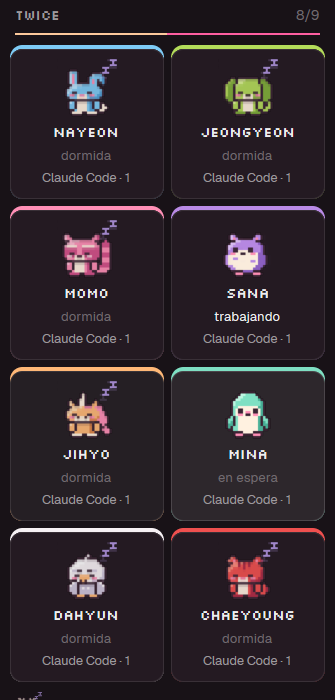 TWICE 8/9
NAYEON
dormida
Claude Code · 1
JEONGYEON
dormida
Claude Code · 1
MOMO
dormida
Claude Code · 1
SANA
trabajando
Claude Code · 1
JIHYO
dormida
Claude Code · 1
MINA
en espera
Claude Code · 1
DAHYUN
dormida
Claude Code · 1
CHAEYOUNG
dormida
Claude Code · 1